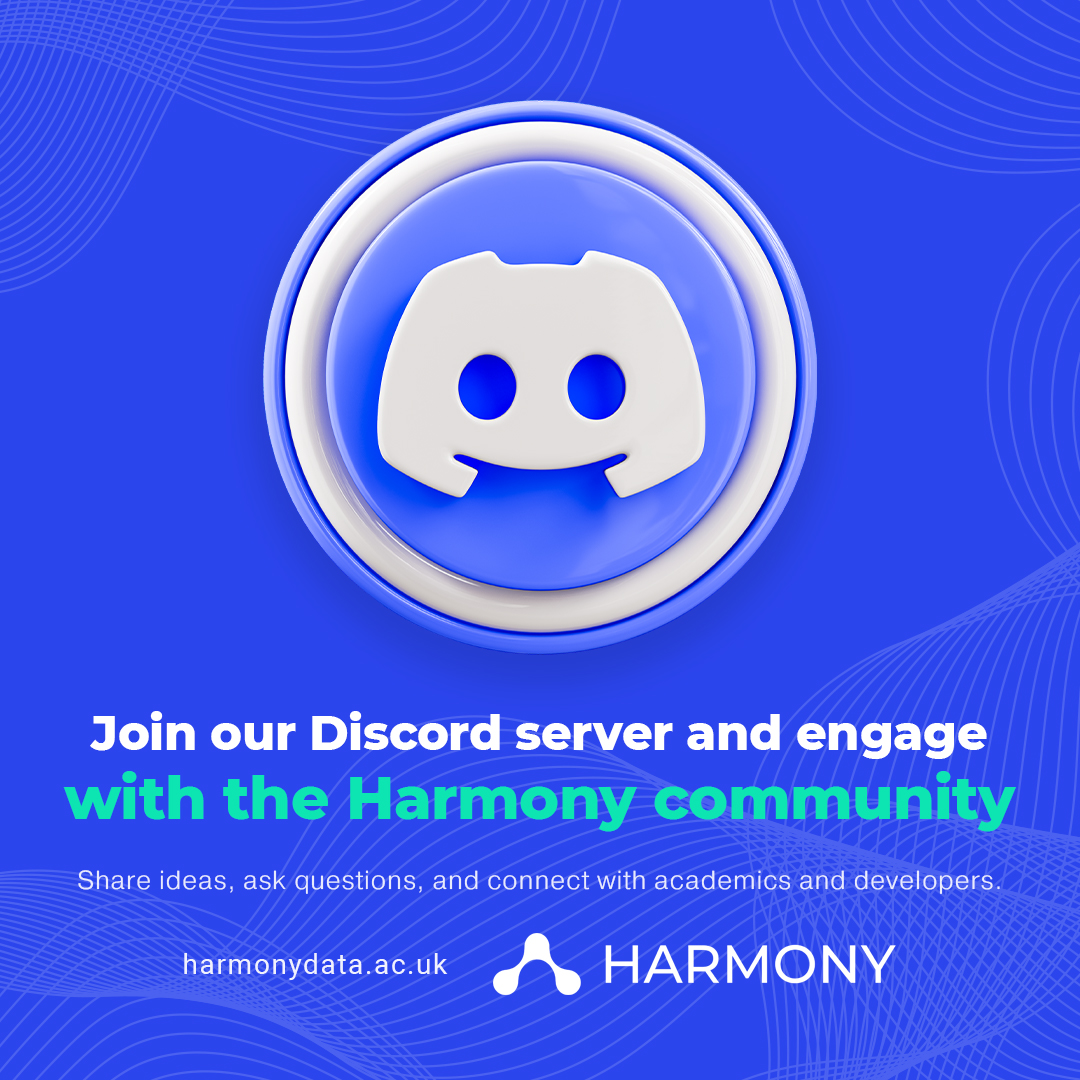 Join our Discord server and engage
with the Harmony community
Share ideas, ask questions, and connect with academics and developers.
harmonydata.ac.uk
HARMONY